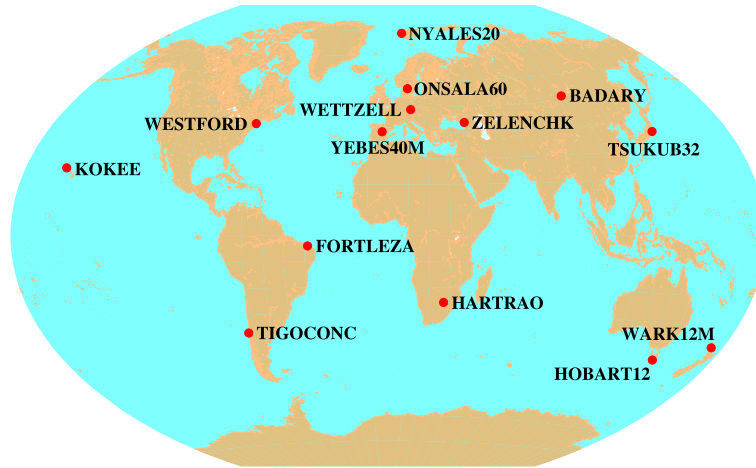 NYALES20
ONSALA60
BADARY
WETTZELL
WESTFORD
ZELENCHK
YEBES40M
TSUKUB32
KOKEE
FORTLEZA
HARTRAO
TIGOCONC
WARK12M
HOBART12